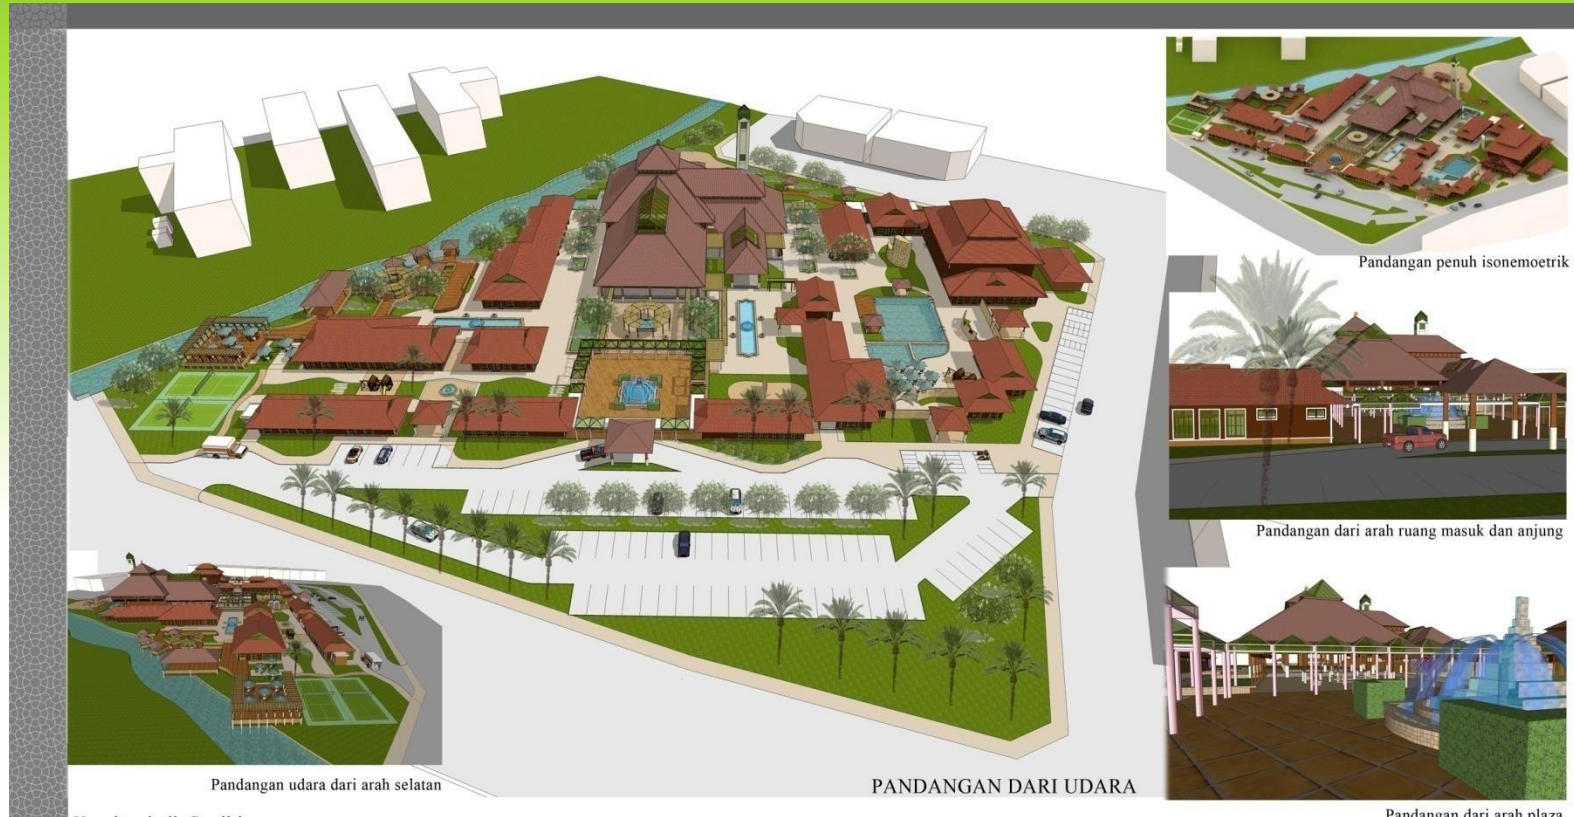 Pandangan penuh isonemoetrik
Pandangan dari arah ruang masuk dan anjung
Pandangan udara dari arah selatan
PANDANGAN DARI UDARA
Pandangan dari arah plaza